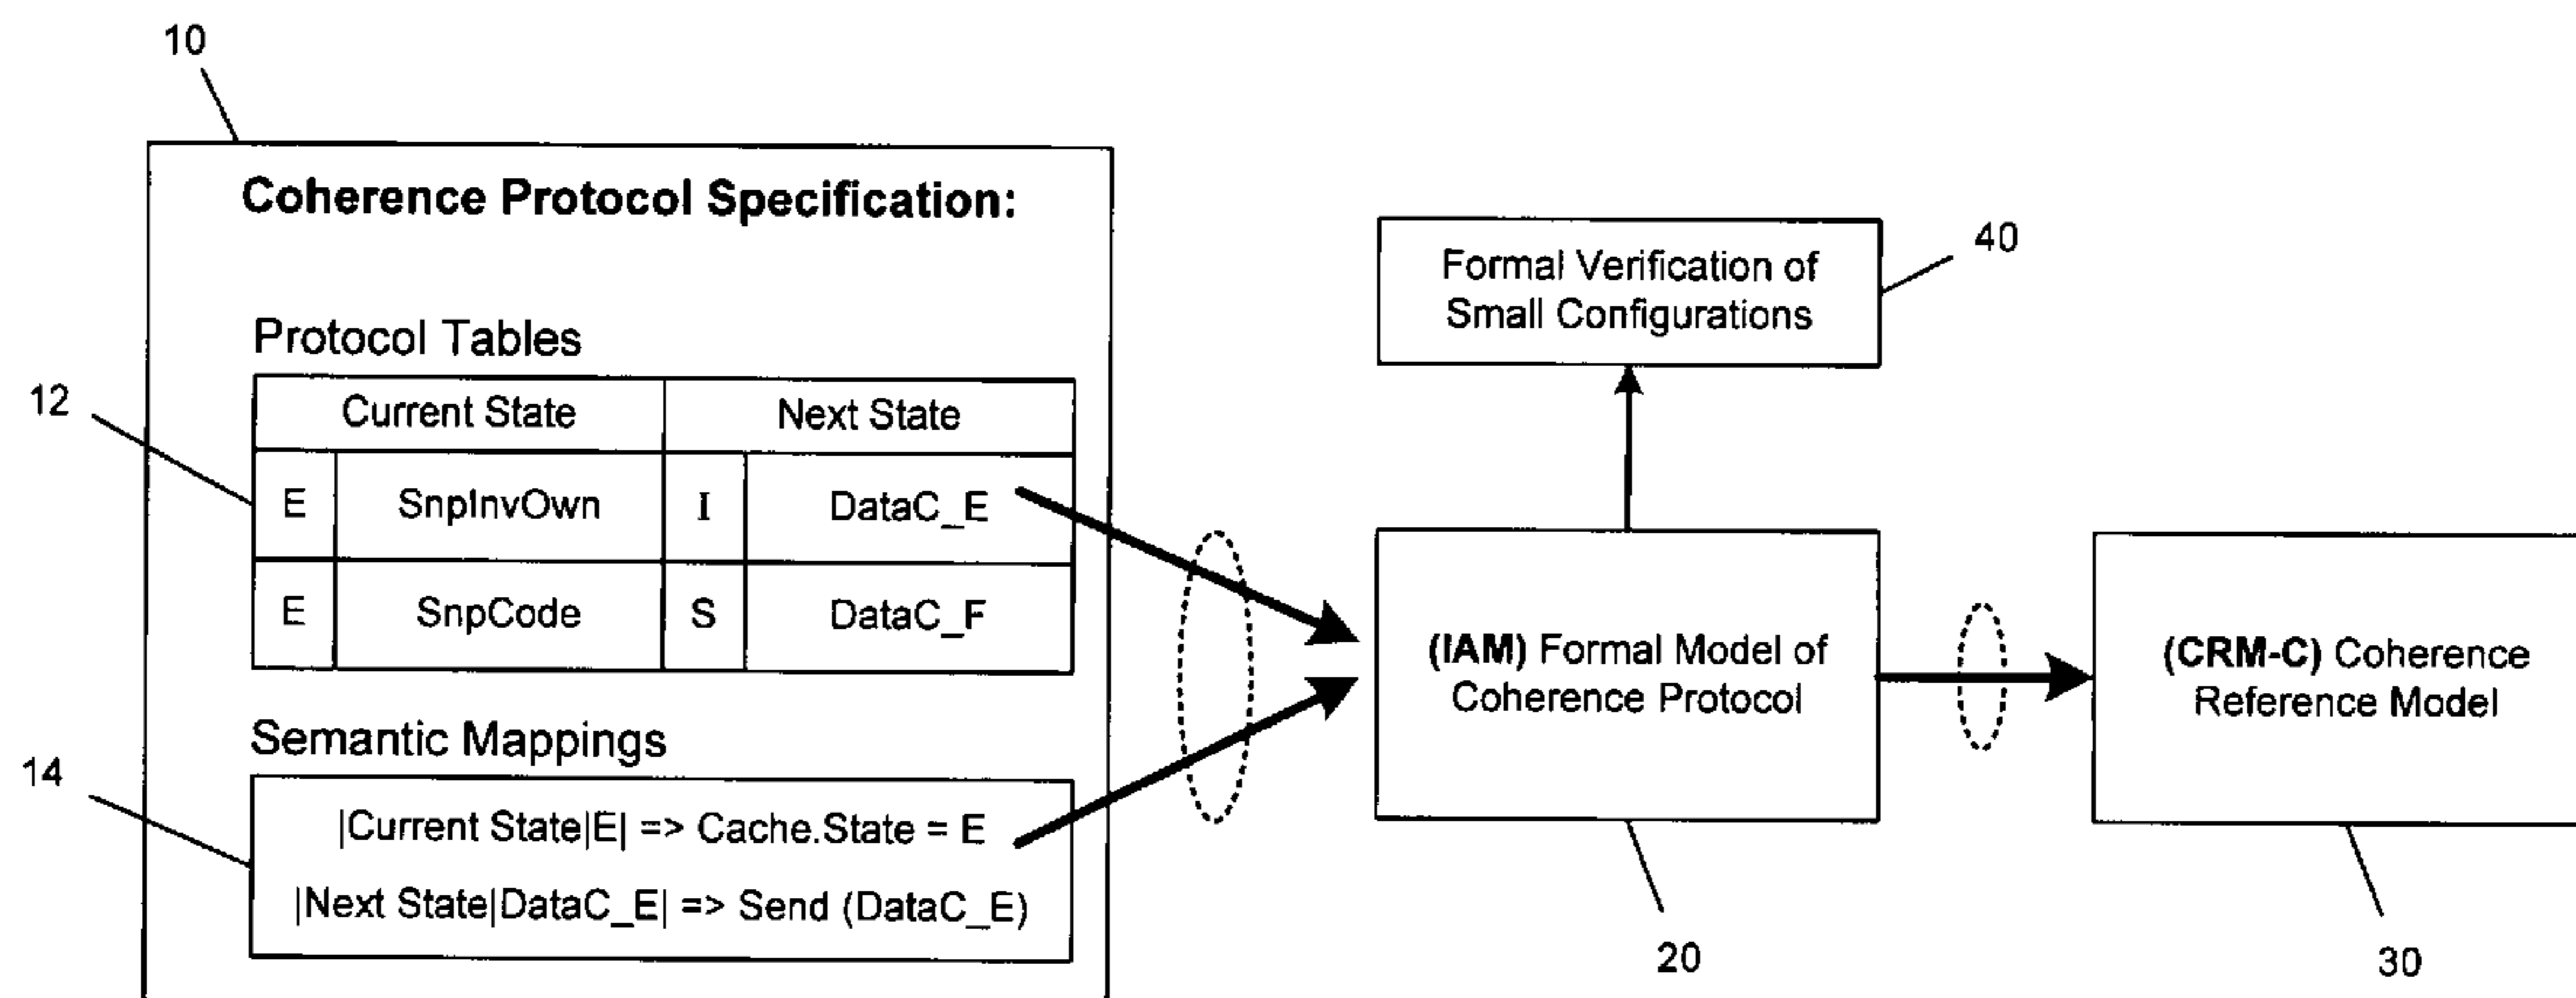 10
Coherence Protocol Specification:
Protocol Tables
12
Current State Next State
E SnpInvOwn I DataC_E
E SnpCode S DataC_F
Semantic Mappings
14
|Current State|E| => Cache.State = E
|Next State|DataC_E| => Send (DataC_E)
Formal Verification of
Small Configurations
40
(IAM) Formal Model of
Coherence Protocol
20
(CRM-C) Coherence
Reference Model
30